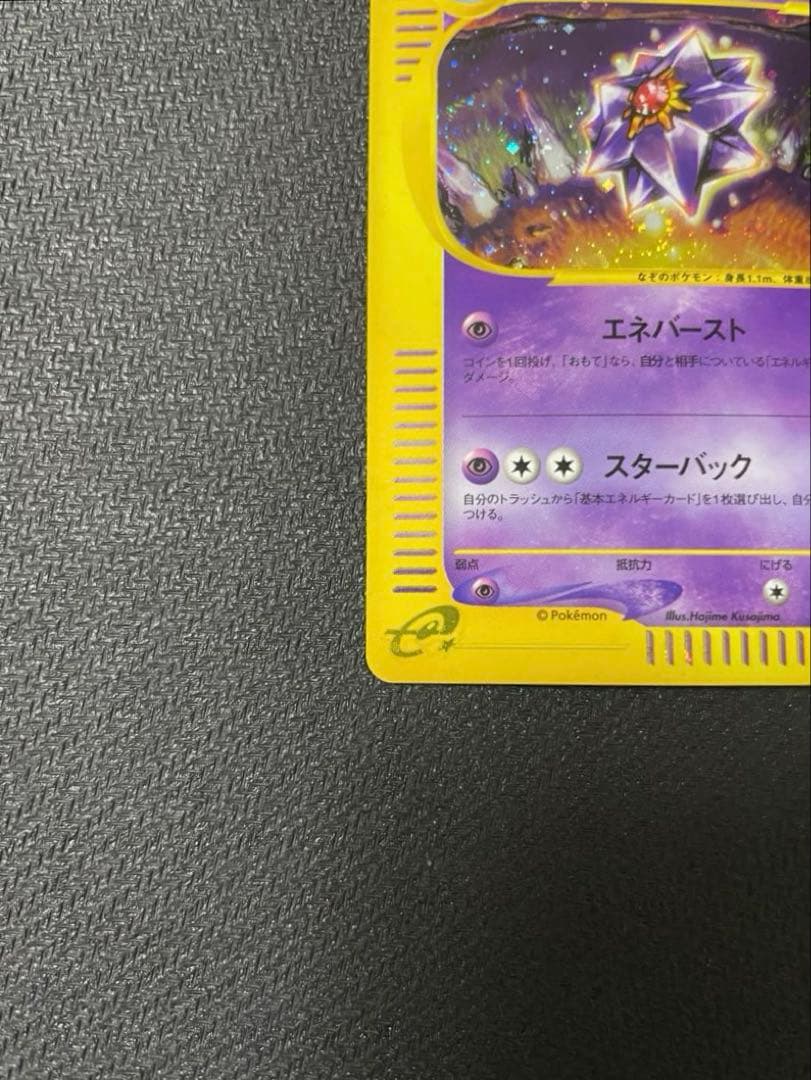 なぞのポケモン：身長1.1m、体重
エネバースト
コインを1回投げ、「おもて」なら、自分と相手についている「エネルギ
ダメージ。
スターバック
自分のトラッシュから「基本エネルギーカード」を1枚選び出し、自分
つける。
弱点 抵抗力 にげる
© Pokémon Illus.Hajime Kusajima
e